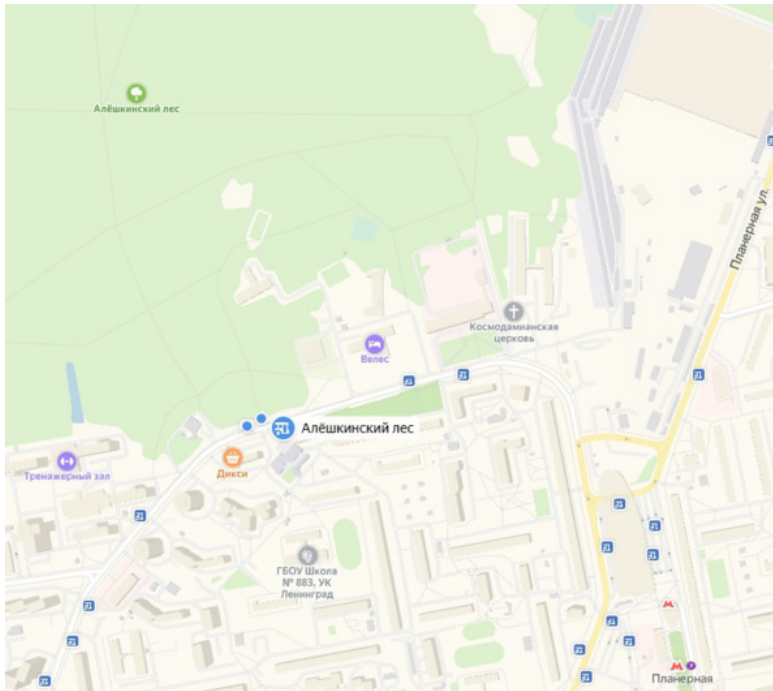 Алёшкинский лес
Планерная ул.
Космодамианская
церковь
Велес
Алёшкинский лес
Дикси
Тренажерный зал
ГБОУ Школа
№ 883, УК
Ленинград
Планерная